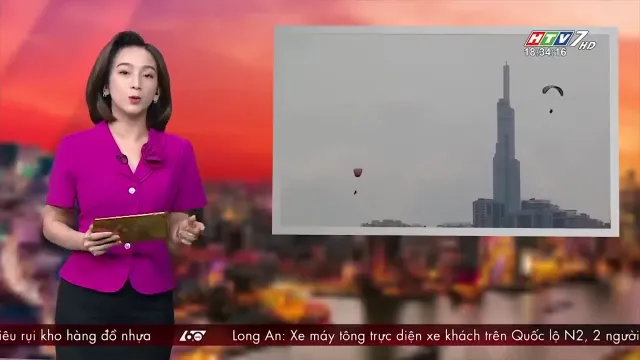 HTV7 HD
18:34:16
iêu rụi kho hàng đồ nhựa 60 Long An: Xe máy tông trực diện xe khách trên Quốc lộ N2, 2 người